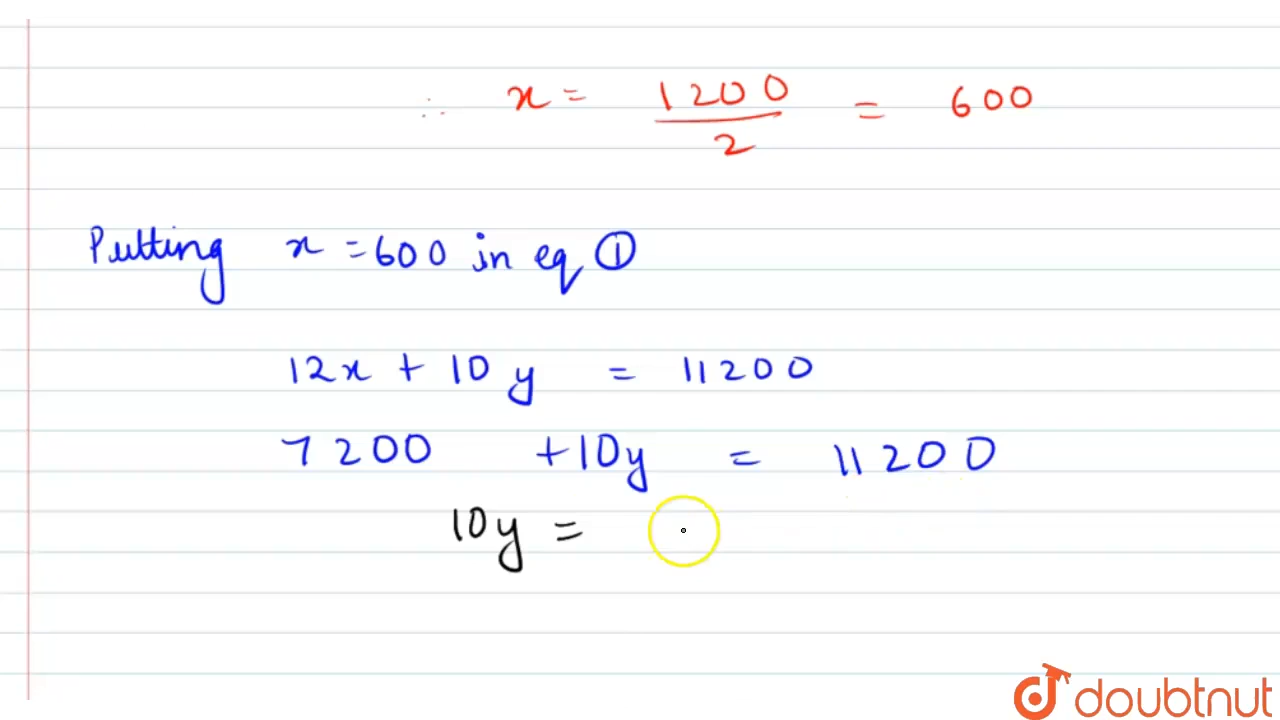 ∴ x = 1200/2 = 600
Putting x = 600 in eq ①
12x + 10y = 11200
7200 + 10y = 11200
10y =
doubtnut